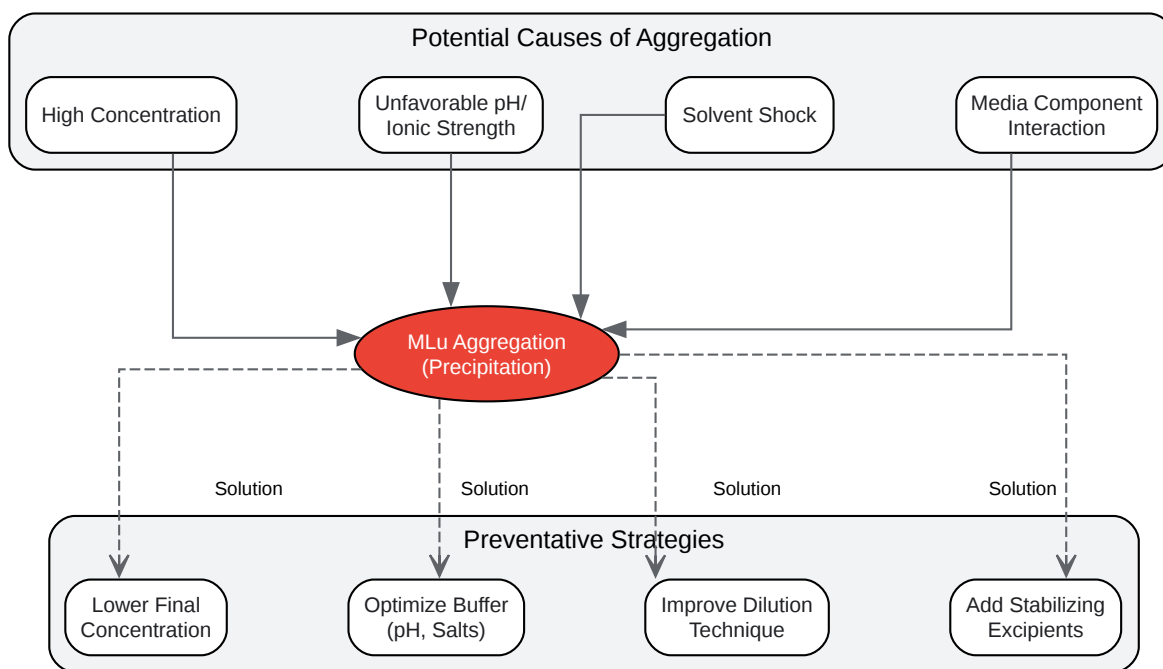 Potential Causes of Aggregation
High Concentration
Unfavorable pH/
Ionic Strength
Solvent Shock
Media Component
Interaction
MLu Aggregation
(Precipitation)
Solution
Solution
Solution
Solution
Preventative Strategies
Lower Final
Concentration
Optimize Buffer
(pH, Salts)
Improve Dilution
Technique
Add Stabilizing
Excipients